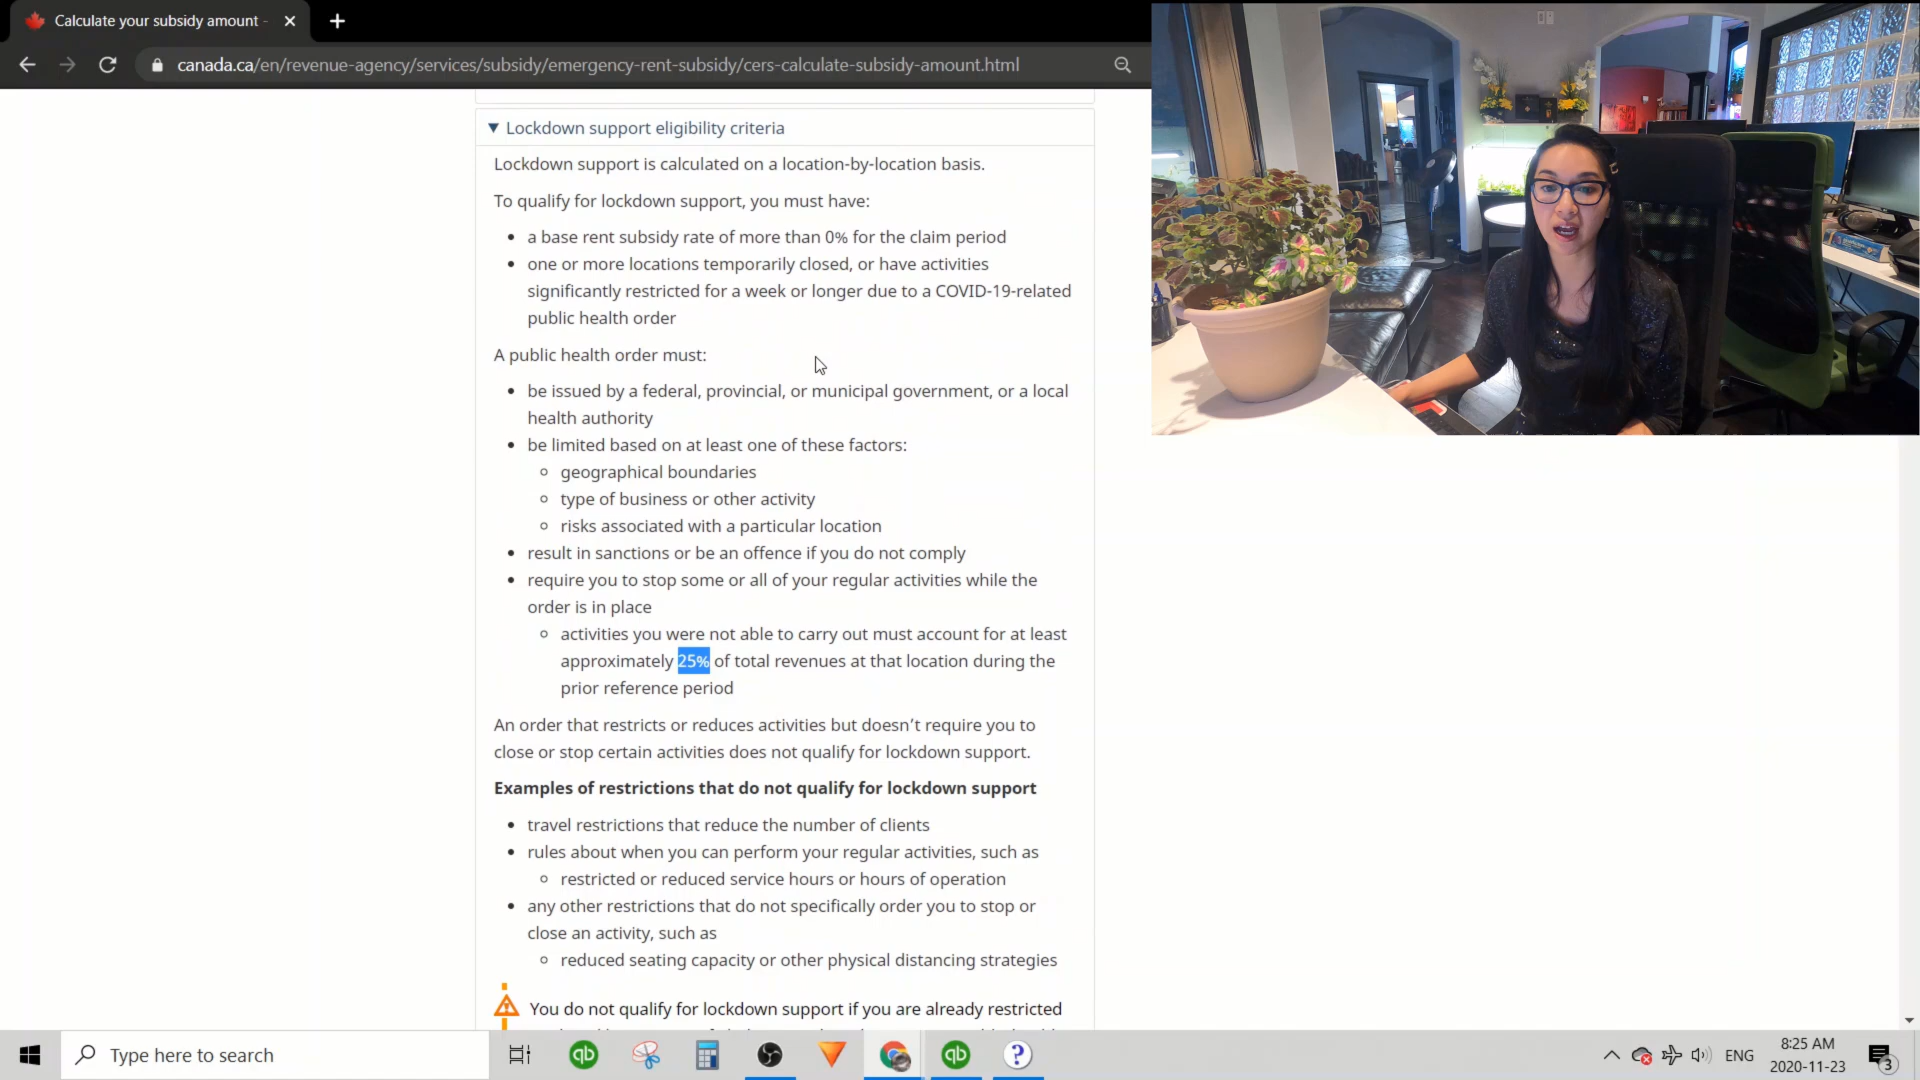 Calculate your subsidy amount -
canada.ca/en/revenue-agency/services/subsidy/emergency-rent-subsidy/cers-calculate-subsidy-amount.html
Lockdown support eligibility criteria
Lockdown support is calculated on a location-by-location basis.
To qualify for lockdown support, you must have:
a base rent subsidy rate of more than 0% for the claim period
one or more locations temporarily closed, or have activities
significantly restricted for a week or longer due to a COVID-19-related
public health order
A public health order must:
be issued by a federal, provincial, or municipal government, or a local
health authority
be limited based on at least one of these factors:
geographical boundaries
type of business or other activity
risks associated with a particular location
result in sanctions or be an offence if you do not comply
require you to stop some or all of your regular activities while the
order is in place
activities you were not able to carry out must account for at least
approximately 25% of total revenues at that location during the
prior reference period
An order that restricts or reduces activities but doesn’t require you to
close or stop certain activities does not qualify for lockdown support.
Examples of restrictions that do not qualify for lockdown support
travel restrictions that reduce the number of clients
rules about when you can perform your regular activities, such as
restricted or reduced service hours or hours of operation
any other restrictions that do not specifically order you to stop or
close an activity, such as
reduced seating capacity or other physical distancing strategies
You do not qualify for lockdown support if you are already restricted
Type here to search
qb
qb
?
ENG
8:25 AM
2020-11-23
3